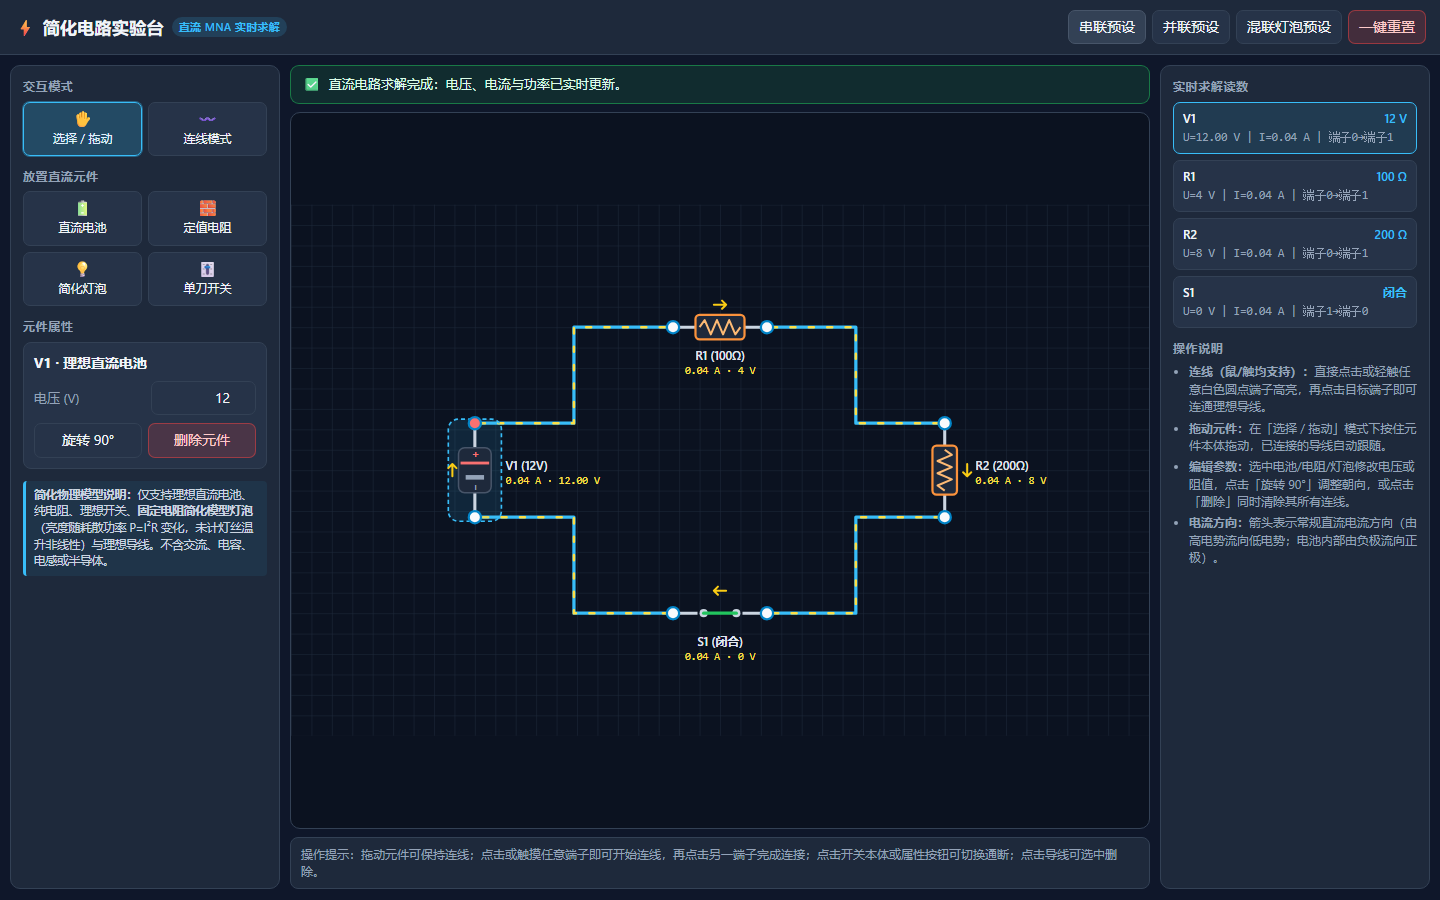 简化电路实验台
直流 MNA 实时求解
串联预设
并联预设
混联灯泡预设
一键重置
交互模式
选择 / 拖动
连线模式
放置直流元件
直流电池
定值电阻
简化灯泡
单刀开关
元件属性
V1 · 理想直流电池
电压 (V)
12
旋转 90°
删除元件
简化物理模型说明：仅支持理想直流电池、
纯电阻、理想开关、固定电阻简化模型灯泡
（亮度随耗散功率 P=I²R 变化，未计灯丝温
升非线性）与理想导线。不含交流、电容、
电感或半导体。
直流电路求解完成：电压、电流与功率已实时更新。
R1 (100Ω)
0.04 A · 4 V
V1 (12V)
0.04 A · 12.00 V
R2 (200Ω)
0.04 A · 8 V
S1 (闭合)
0.04 A · 0 V
操作提示：拖动元件可保持连线；点击或触摸任意端子即可开始连线，再点击另一端子完成连接；点击开关本体或属性按钮可切换通断；点击导线可选中删
除。
实时求解读数
V1
12 V
U=12.00 V | I=0.04 A | 端子0→端子1
R1
100 Ω
U=4 V | I=0.04 A | 端子0→端子1
R2
200 Ω
U=8 V | I=0.04 A | 端子0→端子1
S1
闭合
U=0 V | I=0.04 A | 端子1→端子0
操作说明
• 连线（鼠/触均支持）：直接点击或轻触任
意白色圆点端子高亮，再点击目标端子即可
连通理想导线。
• 拖动元件：在「选择 / 拖动」模式下按住元
件本体拖动，已连接的导线自动跟随。
• 编辑参数：选中电池/电阻/灯泡修改电压或
阻值，点击「旋转 90°」调整朝向，或点击
「删除」同时清除其所有连线。
• 电流方向：箭头表示常规直流电流方向（由
高电势流向低电势；电池内部由负极流向正
极）。